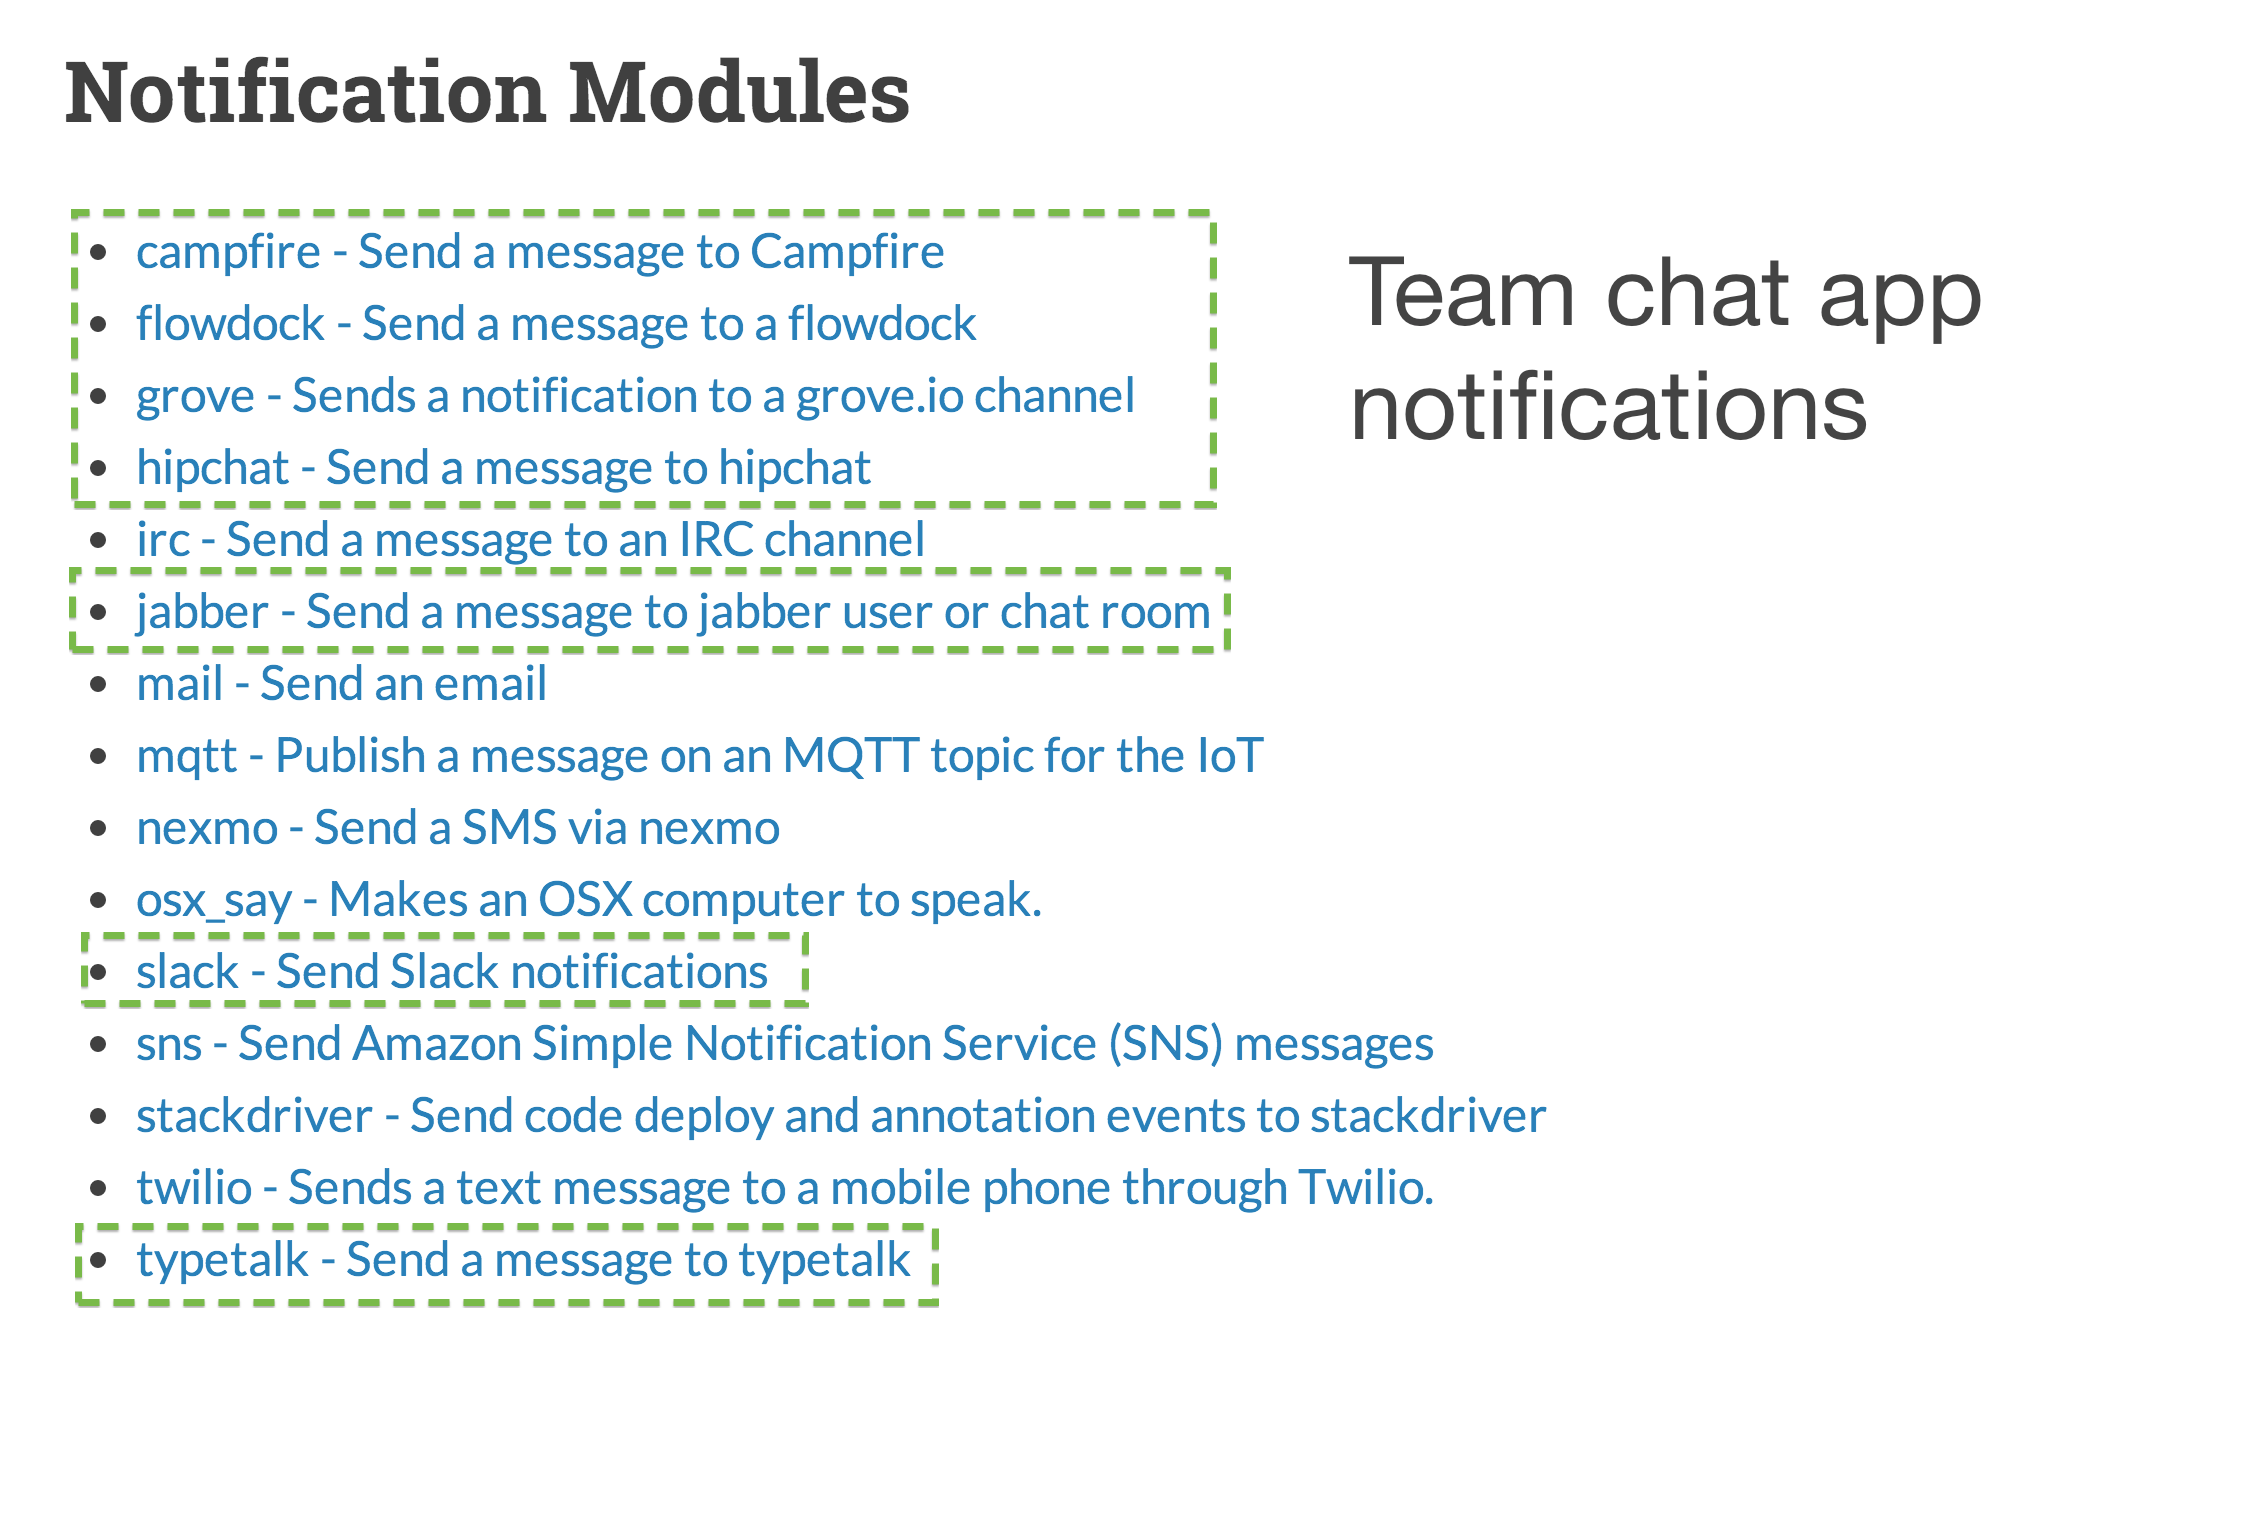 Notification Modules
• campfire - Send a message to Campfire
• flowdock - Send a message to a flowdock
• grove - Sends a notification to a grove.io channel
• hipchat - Send a message to hipchat
• irc - Send a message to an IRC channel
• jabber - Send a message to jabber user or chat room
• mail - Send an email
• mqtt - Publish a message on an MQTT topic for the IoT
• nexmo - Send a SMS via nexmo
• osx_say - Makes an OSX computer to speak.
• slack - Send Slack notifications
• sns - Send Amazon Simple Notification Service (SNS) messages
• stackdriver - Send code deploy and annotation events to stackdriver
• twilio - Sends a text message to a mobile phone through Twilio.
• typetalk - Send a message to typetalk
Team chat app
notifications